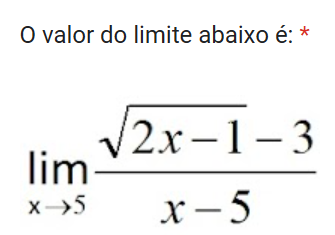 O valor do limite abaixo é: *
lim
x→5
√2x−1 − 3
x − 5